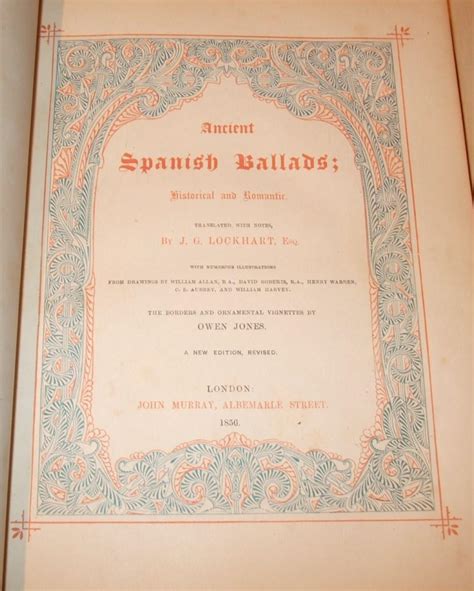 Ancient
Spanish Ballads;
Historical and Romantic.
TRANSLATED, WITH NOTES,
BY J. G. LOCKHART, ESQ.
WITH NUMEROUS ILLUSTRATIONS
FROM DRAWINGS BY WILLIAM ALLAN, R.A., DAVID ROBERTS, R.A., HENRY WARREN,
C. E. AUBREY, AND WILLIAM HARVEY.
THE BORDERS AND ORNAMENTAL VIGNETTES BY
OWEN JONES.
A NEW EDITION, REVISED.
LONDON:
JOHN MURRAY, ALBEMARLE STREET.
1856.